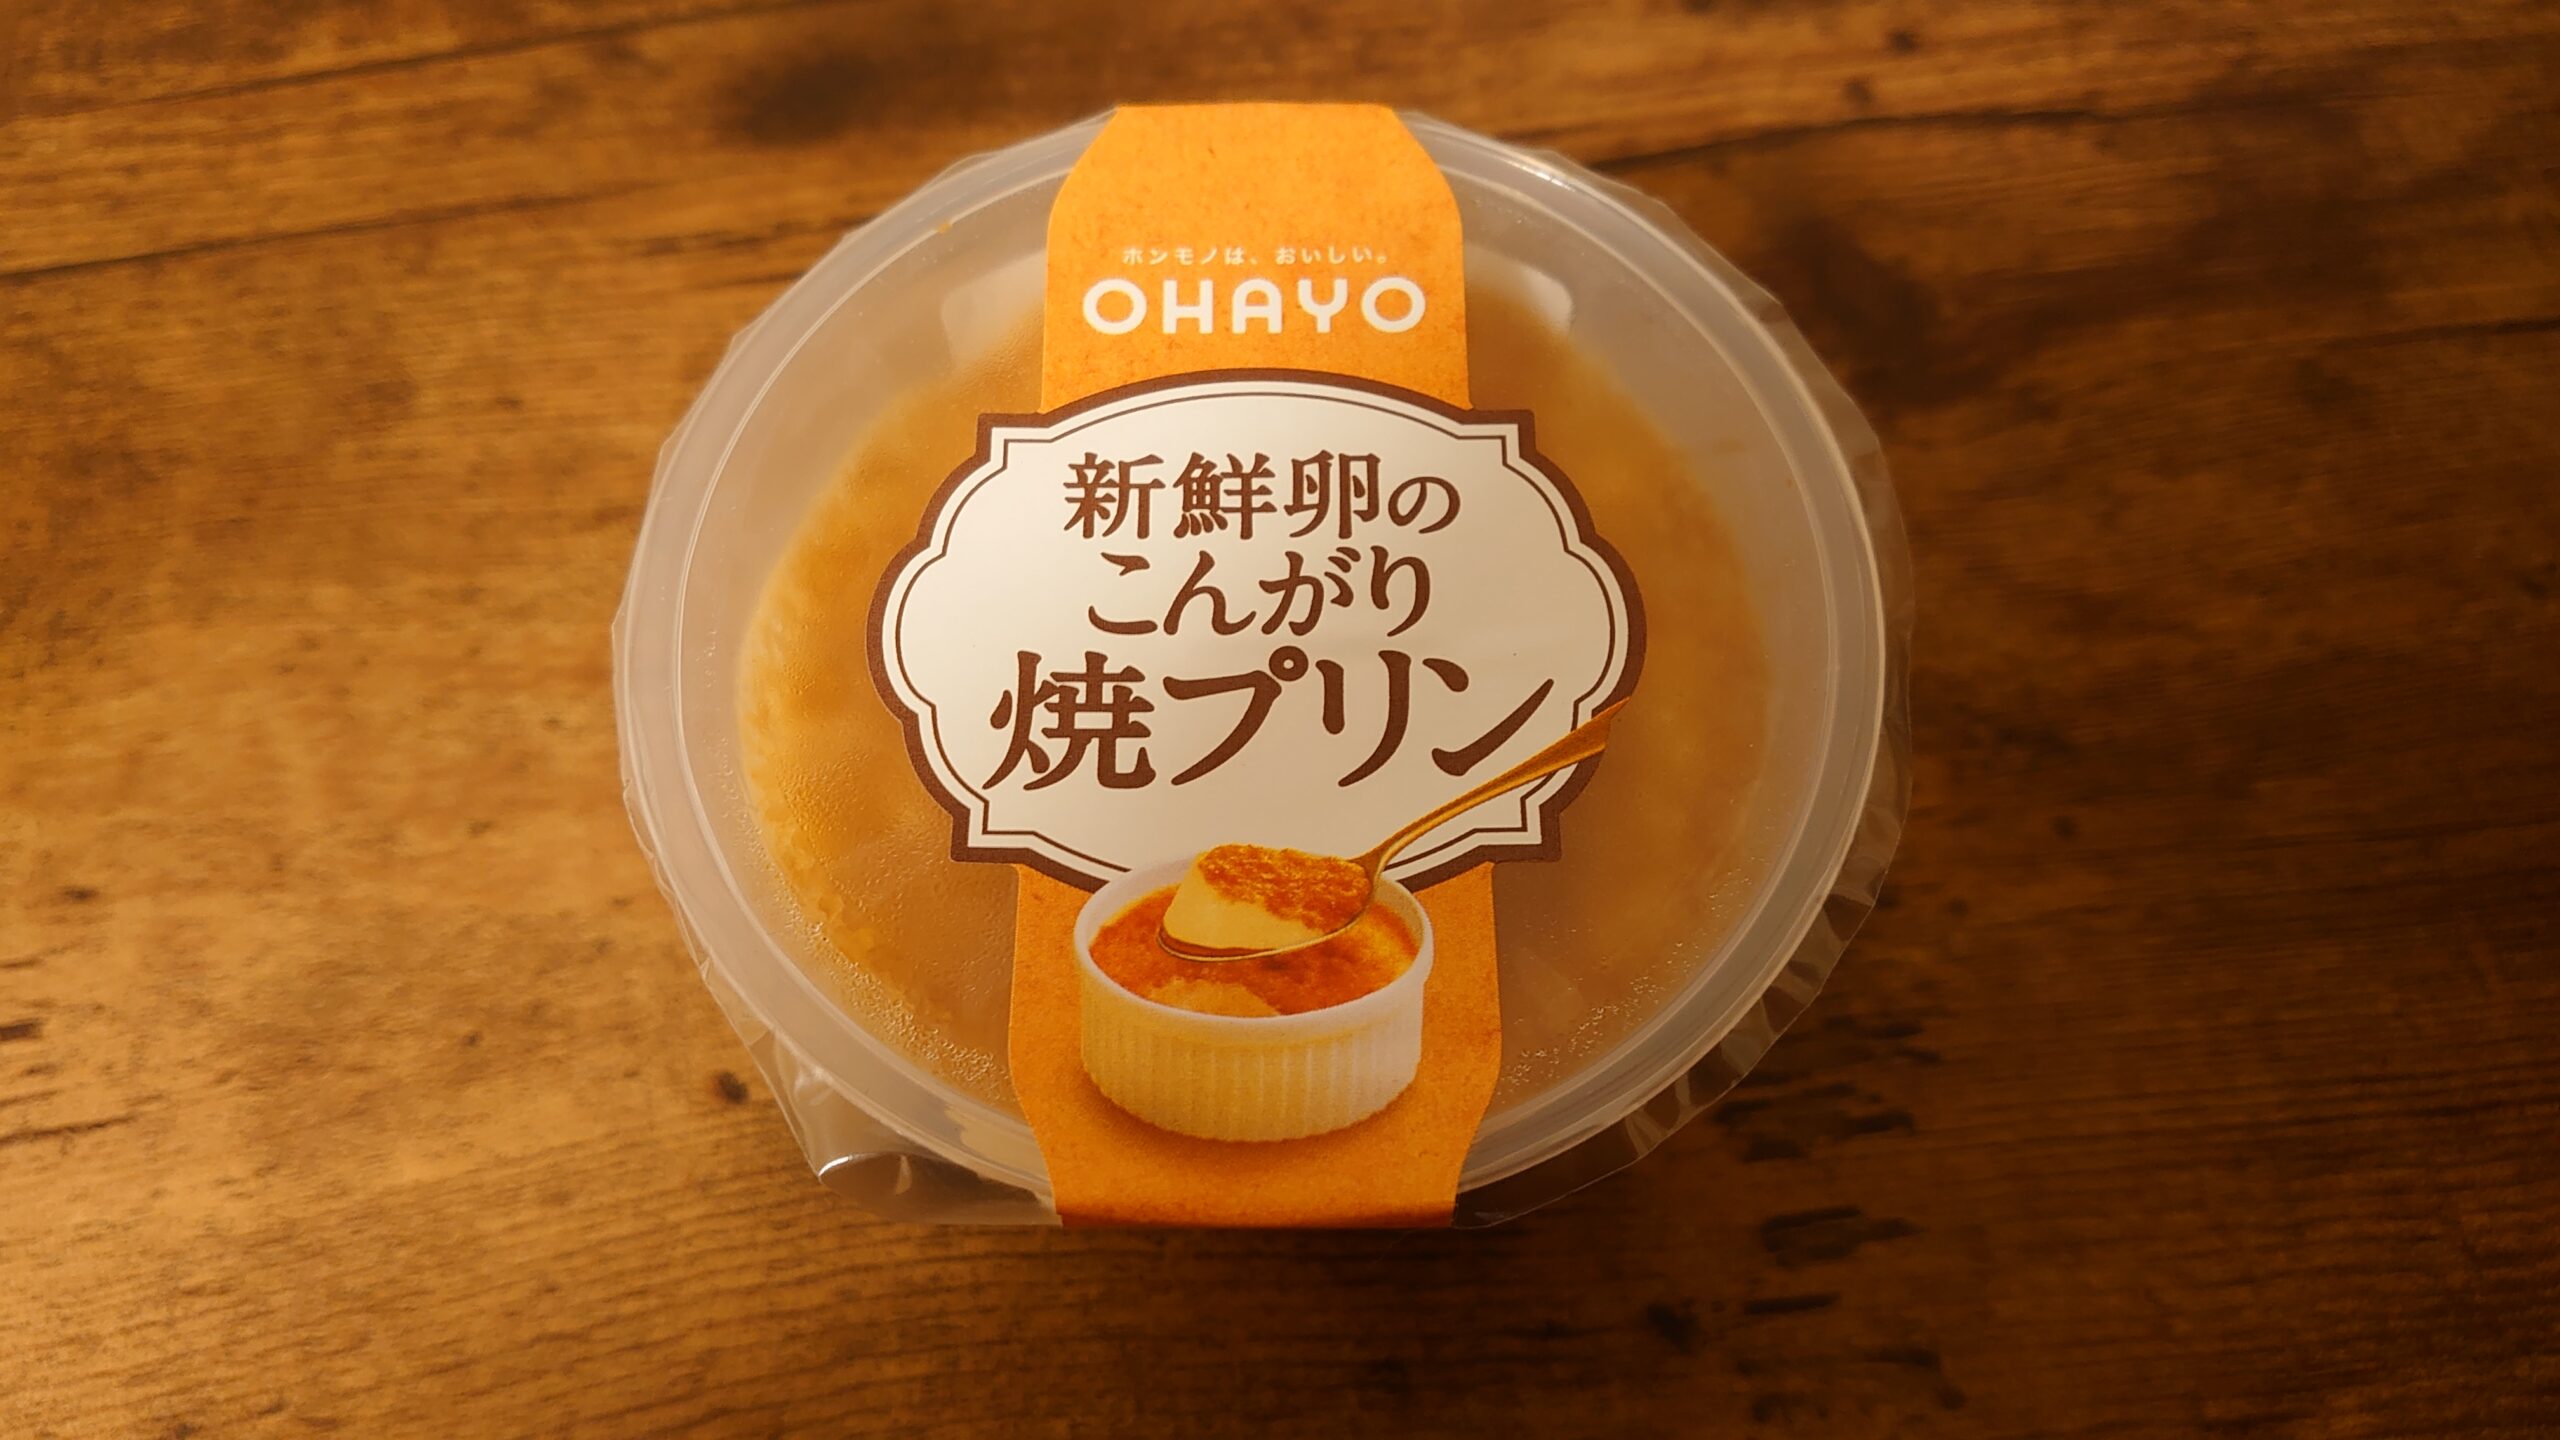 ホンモノは、おいしい。
OHAYO
新鮮卵の
こんがり
焼プリン